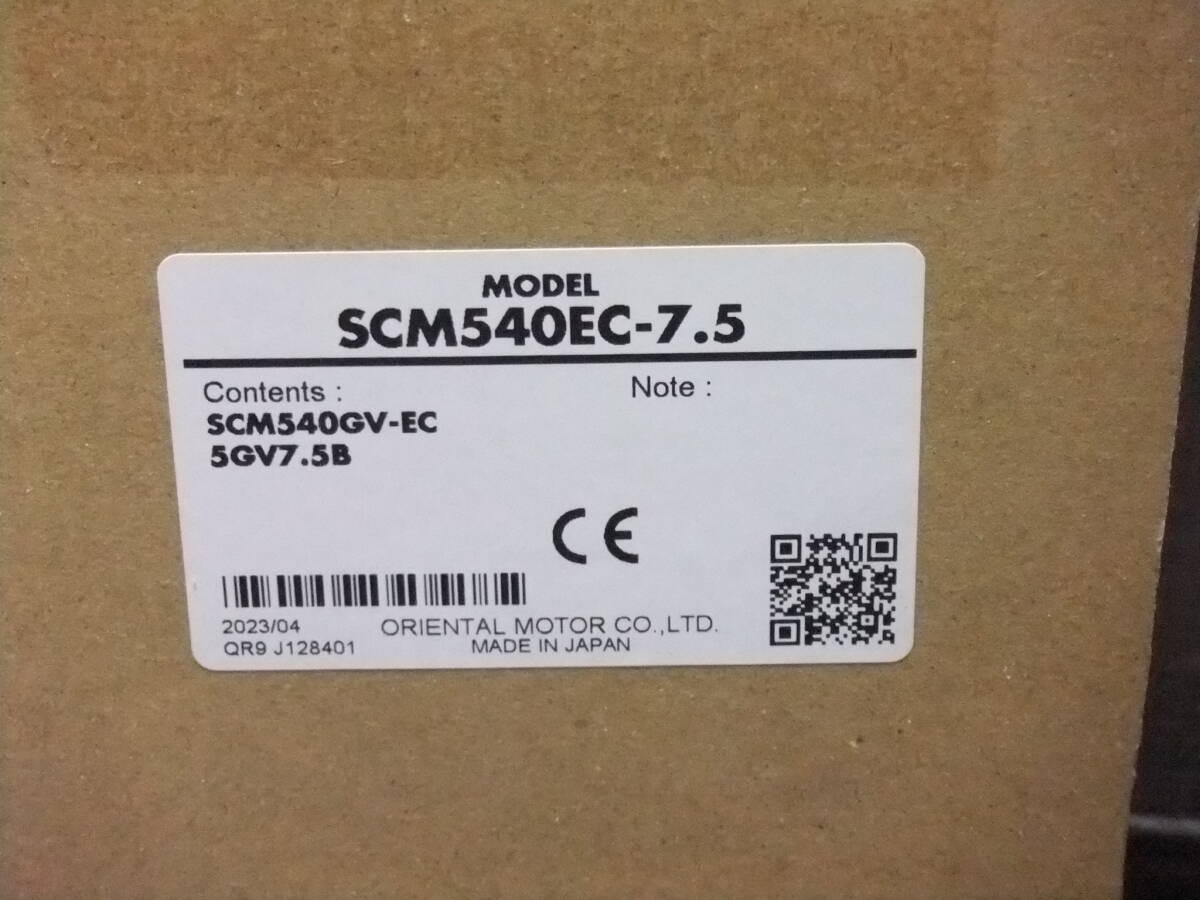 MODEL
SCM540EC-7.5
Contents :
Note :
SCM540GV-EC
5GV7.5B
CE
2023/04
ORIENTAL MOTOR CO.,LTD.
QR9 J128401
MADE IN JAPAN